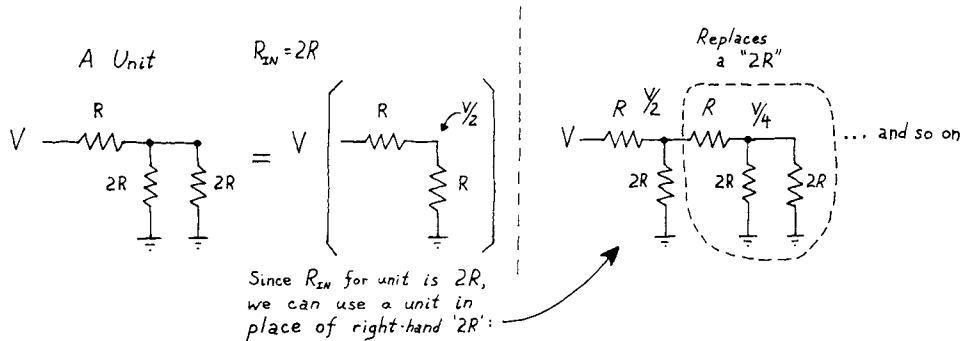 A Unit
R_IN = 2R
V
R
2R
2R
=
V
R
V/2
R
Since R_IN for unit is 2R,
we can use a unit in
place of right-hand '2R':
Replaces
a "2R"
V
R
V/2
R
V/4
... and so on
2R
2R
2R